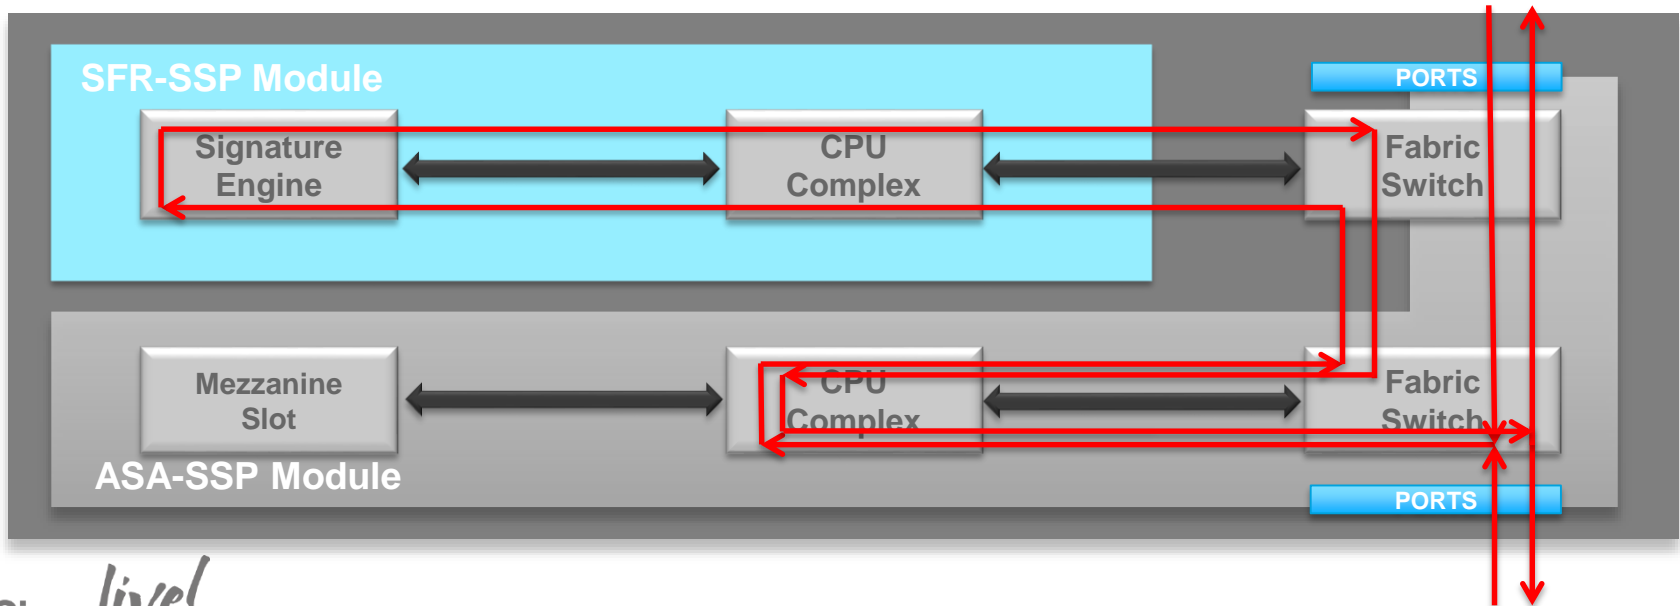 SFR-SSP Module
PORTS
Signature
Engine
CPU
Complex
Fabric
Switch
Mezzanine
Slot
CPU
Complex
Fabric
Switch
ASA-SSP Module
PORTS
live!